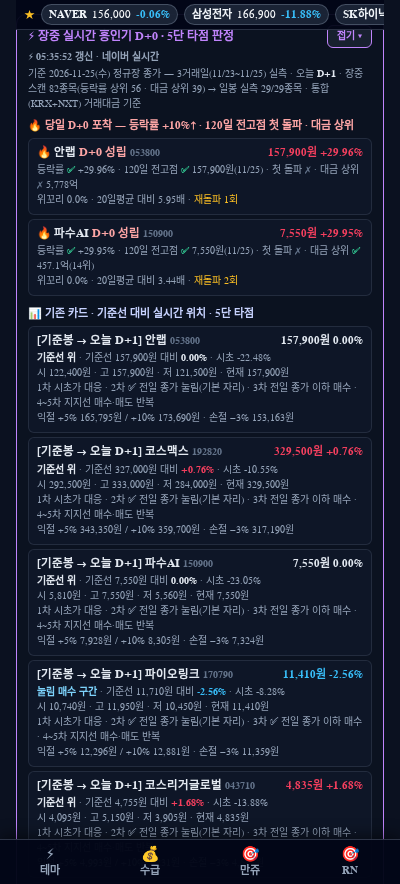 ★ NAVER 156,000 -0.06% 삼성전자 166,900 -11.88% SK하이닉
⚡ 장중 실시간 용인기 D+0 · 5단 타점 판정 접기 ▾
⚡ 05:35:52 갱신 · 네이버 실시간
기준 2026-11-25(수) 정규장 종가 — 3거래일(11/23~11/25) 실측 · 오늘 D+1 · 장중
스캔 82종목(등락률 상위 56 · 대금 상위 39) → 일봉 실측 29/29종목 · 통합
(KRX+NXT) 거래대금 기준
🔥 당일 D+0 포착 — 등락률 +10%↑ · 120일 전고점 첫 돌파 · 대금 상위
🔥 안랩 D+0 성립 053800 157,900원 +29.96%
등락률 ✅ +29.96% · 120일 전고점 ✅ 157,900원(11/25) · 첫 돌파 ✗ · 대금 상위
✗ 5,778억
위꼬리 0.0% · 20일평균 대비 5.95배 · 재돌파 1회
🔥 파수AI D+0 성립 150900 7,550원 +29.95%
등락률 ✅ +29.95% · 120일 전고점 ✅ 7,550원(11/25) · 첫 돌파 ✗ · 대금 상위 ✅
457.1억(14위)
위꼬리 0.0% · 20일평균 대비 3.44배 · 재돌파 2회
📊 기존 카드 · 기준선 대비 실시간 위치 · 5단 타점
[기준봉 → 오늘 D+1] 안랩 053800 157,900원 0.00%
기준선 위 · 기준선 157,900원 대비 0.00% · 시초 -22.48%
시 122,400원 · 고 157,900원 · 저 121,500원 · 현재 157,900원
1차 시초가 대응 · 2차 ✅ 전일 종가 눌림(기본 자리) · 3차 전일 종가 이하 매수 ·
4~5차 지지선 매수·매도 반복
익절 +5% 165,795원 / +10% 173,690원 · 손절 −3% 153,163원
[기준봉 → 오늘 D+1] 코스맥스 192820 329,500원 +0.76%
기준선 위 · 기준선 327,000원 대비 +0.76% · 시초 -10.55%
시 292,500원 · 고 333,000원 · 저 284,000원 · 현재 329,500원
1차 시초가 대응 · 2차 ✅ 전일 종가 눌림(기본 자리) · 3차 전일 종가 이하 매수 ·
4~5차 지지선 매수·매도 반복
익절 +5% 343,350원 / +10% 359,700원 · 손절 −3% 317,190원
[기준봉 → 오늘 D+1] 파수AI 150900 7,550원 0.00%
기준선 위 · 기준선 7,550원 대비 0.00% · 시초 -23.05%
시 5,810원 · 고 7,550원 · 저 5,560원 · 현재 7,550원
1차 시초가 대응 · 2차 ✅ 전일 종가 눌림(기본 자리) · 3차 전일 종가 이하 매수 ·
4~5차 지지선 매수·매도 반복
익절 +5% 7,928원 / +10% 8,305원 · 손절 −3% 7,324원
[기준봉 → 오늘 D+1] 파이오링크 170790 11,410원 -2.56%
눌림 매수 구간 · 기준선 11,710원 대비 -2.56% · 시초 -8.28%
시 10,740원 · 고 11,950원 · 저 10,450원 · 현재 11,410원
1차 시초가 대응 · 2차 ✅ 전일 종가 눌림(기본 자리) · 3차 ✅ 전일 종가 이하 매수
· 4~5차 지지선 매수·매도 반복
익절 +5% 12,296원 / +10% 12,881원 · 손절 −3% 11,359원
[기준봉 → 오늘 D+1] 코스리거글로벌 043710 4,835원 +1.68%
기준선 위 · 기준선 4,755원 대비 +1.68% · 시초 -13.88%
시 4,095원 · 고 5,150원 · 저 3,905원 · 현재 4,835원
1차 시초가 대응 · 2차 ✅ 전일 종가 눌림(기본 자리) · 3차 전일 종가 이하 매수 ·
⚡ 테마
💰 수급
🎯 만쥬
🎯 RN